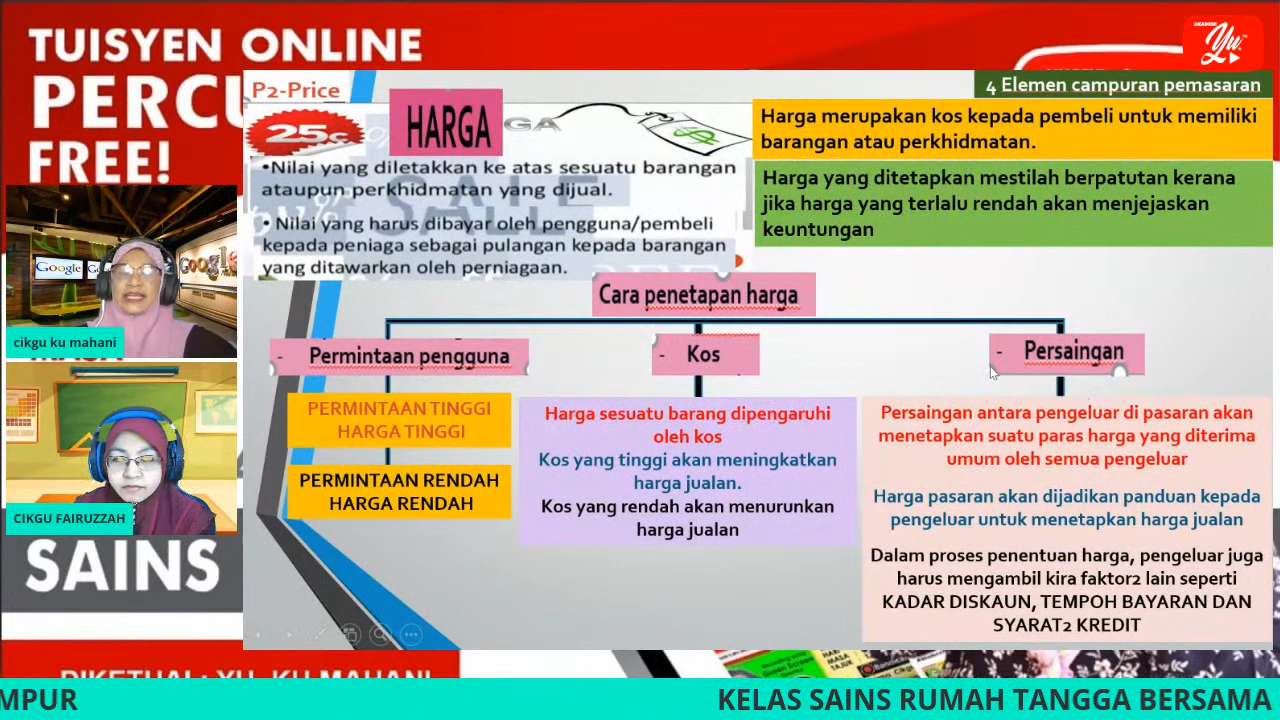 TUISYEN ONLINE
PERCU
FREE!
AKADEMI
Yu.
P2-Price
4 Elemen campuran pemasaran
25c
HARGA
GA
Harga merupakan kos kepada pembeli untuk memiliki
barangan atau perkhidmatan.
•Nilai yang diletakkan ke atas sesuatu barangan
ataupun perkhidmatan yang dijual.
• Nilai yang harus dibayar oleh pengguna/pembeli
kepada peniaga sebagai pulangan kepada barangan
yang ditawarkan oleh perniagaan.
SALE
$
Harga yang ditetapkan mestilah berpatutan kerana
jika harga yang terlalu rendah akan menjejaskan
keuntungan
Cara penetapan harga
- Permintaan pengguna
- Kos
- Persaingan
PERMINTAAN TINGGI
HARGA TINGGI
PERMINTAAN RENDAH
HARGA RENDAH
Harga sesuatu barang dipengaruhi
oleh kos
Kos yang tinggi akan meningkatkan
harga jualan.
Kos yang rendah akan menurunkan
harga jualan
Persaingan antara pengeluar di pasaran akan
menetapkan suatu paras harga yang diterima
umum oleh semua pengeluar
Harga pasaran akan dijadikan panduan kepada
pengeluar untuk menetapkan harga jualan
Dalam proses penentuan harga, pengeluar juga
harus mengambil kira faktor2 lain seperti
KADAR DISKAUN, TEMPOH BAYARAN DAN
SYARAT2 KREDIT
Google
Go
Google
cikgu ku mahani
CIKGU FAIRUZZAH
SAINS
MPUR
KELAS SAINS RUMAH TANGGA BERSAMA